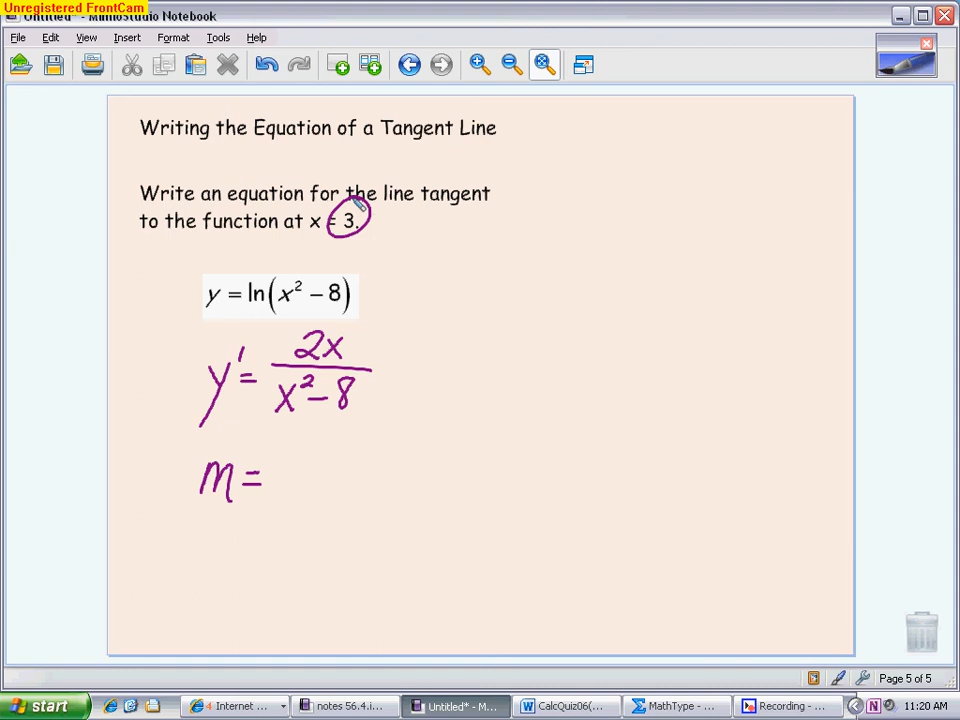 Unregistered FrontCam
Untitled* - MimioStudio Notebook
File Edit View Insert Format Tools Help
Writing the Equation of a Tangent Line
Write an equation for the line tangent
to the function at x = 3.
y = ln(x² − 8)
y' = 2x / x² − 8
m =
Page 5 of 5
start 4 Internet ... notes 56.4.i... Untitled* - M... CalcQuiz06(... MathType - ... Recording - ... 11:20 AM